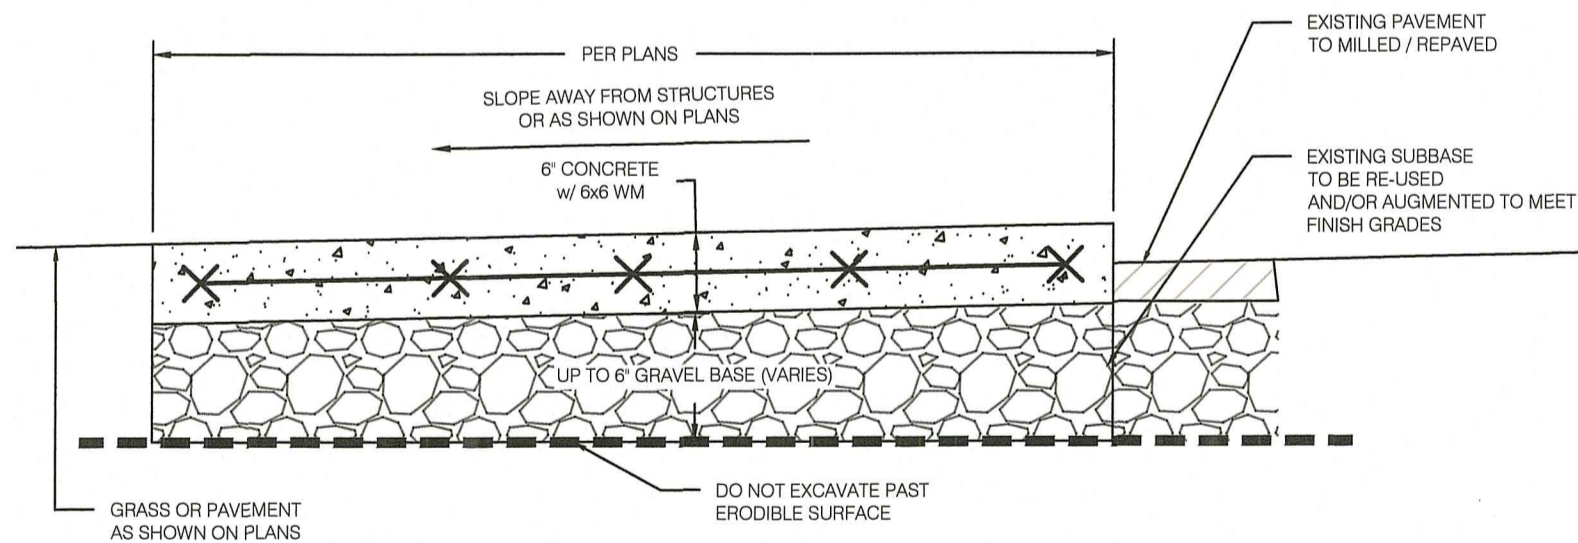 EXISTING PAVEMENT
TO MILLED / REPAVED
PER PLANS
SLOPE AWAY FROM STRUCTURES
OR AS SHOWN ON PLANS
6" CONCRETE
w/ 6x6 WM
EXISTING SUBBASE
TO BE RE-USED
AND/OR AUGMENTED TO MEET
FINISH GRADES
UP TO 6" GRAVEL BASE (VARIES)
DO NOT EXCAVATE PAST
ERODIBLE SURFACE
GRASS OR PAVEMENT
AS SHOWN ON PLANS